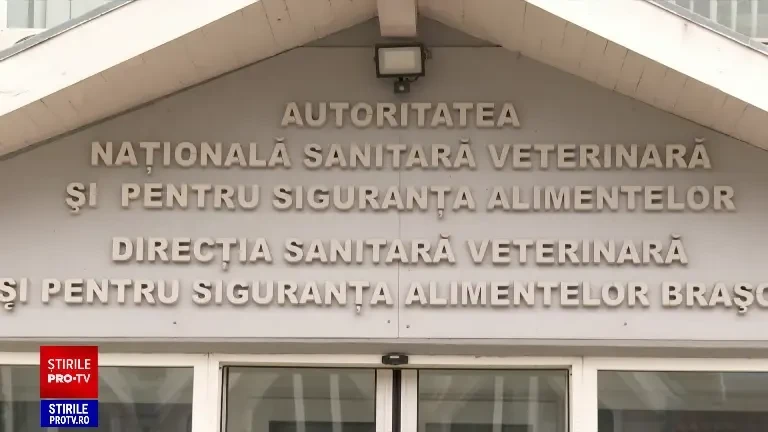 AUTORITATEA
NAȚIONALĂ SANITARĂ VETERINARĂ
ŞI PENTRU SIGURANȚA ALIMENTELOR
DIRECȚIA SANITARĂ VETERINARĂ
ŞI PENTRU SIGURANȚA ALIMENTELOR BRAŞO
ŞTIRILE
PRO•TV
ŞTIRILE
PROTV.RO